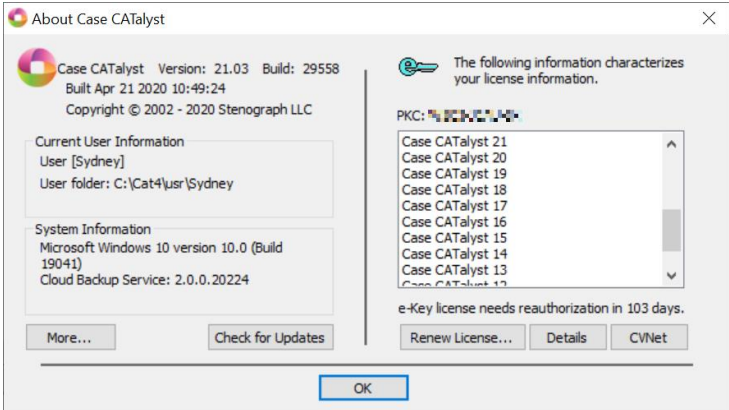 About Case CATalyst
Case CATalyst Version: 21.03 Build: 29558
Built Apr 21 2020 10:49:24
Copyright © 2002 - 2020 Stenograph LLC
Current User Information
User [Sydney]
User folder: C:\Cat4\usr\Sydney
System Information
Microsoft Windows 10 version 10.0 (Build
19041)
Cloud Backup Service: 2.0.0.20224
More...
Check for Updates
The following information characterizes
your license information.
PKC:
Case CATalyst 21
Case CATalyst 20
Case CATalyst 19
Case CATalyst 18
Case CATalyst 17
Case CATalyst 16
Case CATalyst 15
Case CATalyst 14
Case CATalyst 13
Case CATalyst 12
e-Key license needs reauthorization in 103 days.
Renew License...
Details
CVNet
OK